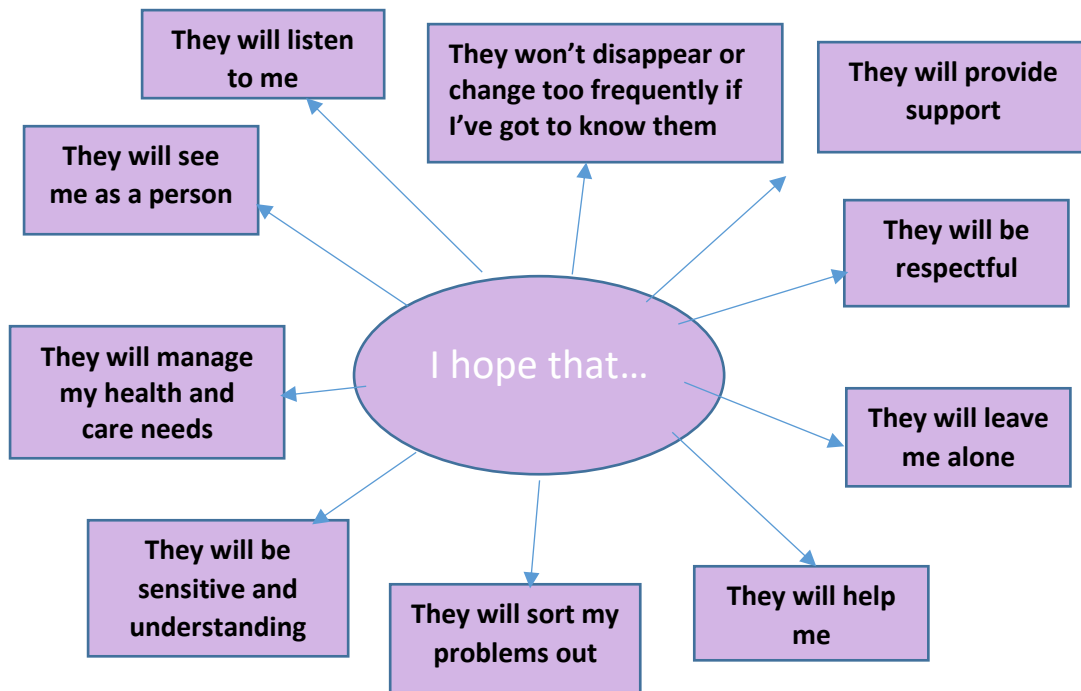 They will listen
to me
They won’t disappear or
change too frequently if
I’ve got to know them
They will provide
support
They will see
me as a person
They will be
respectful
I hope that…
They will manage
my health and
care needs
They will leave
me alone
They will be
sensitive and
understanding
They will sort my
problems out
They will help
me